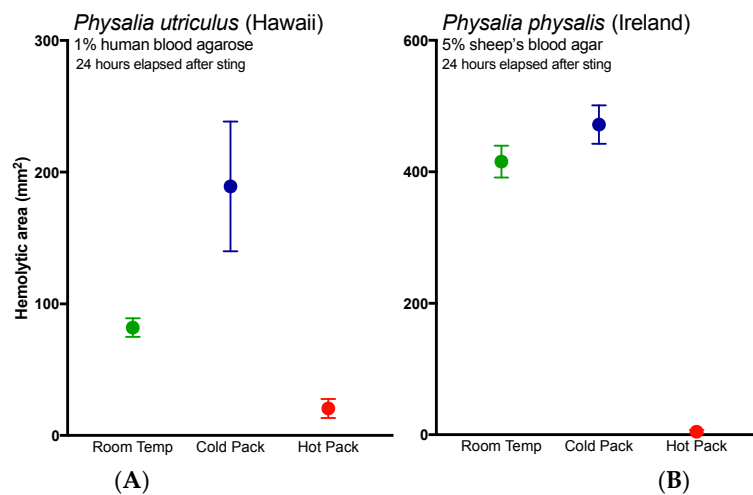 Physalia utriculus (Hawaii)
1% human blood agarose
24 hours elapsed after sting
Hemolytic area (mm²)
300
200
100
0
Room Temp Cold Pack Hot Pack
(A)
Physalia physalis (Ireland)
5% sheep's blood agar
24 hours elapsed after sting
600
400
200
0
Room Temp Cold Pack Hot Pack
(B)